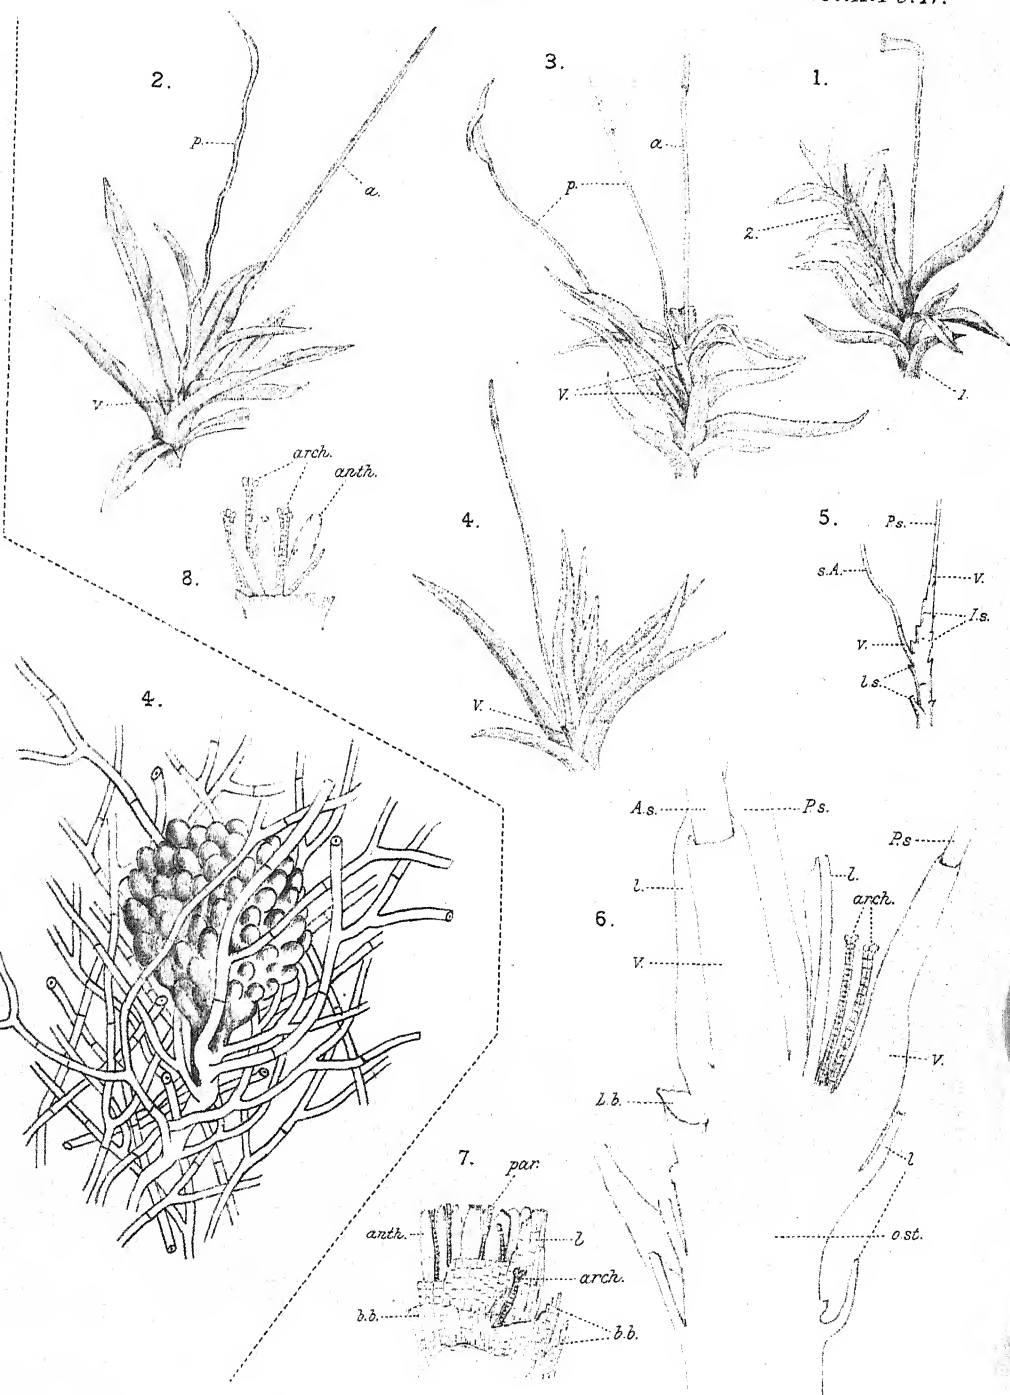 2.
p.
a.
v
3.
a
p.
V.
1.
2.
1.
arch.
anth.
8.
4.
V.
5.
P.s.
s.A.
V.
V.
l.s.
l.s.
4.
A.s.
P.s.
P.s
l.
l.
arch.
6.
V.
V.
l.b.
l
o.st.
l
7.
par.
anth.
l
arch.
b.b.
b.b.